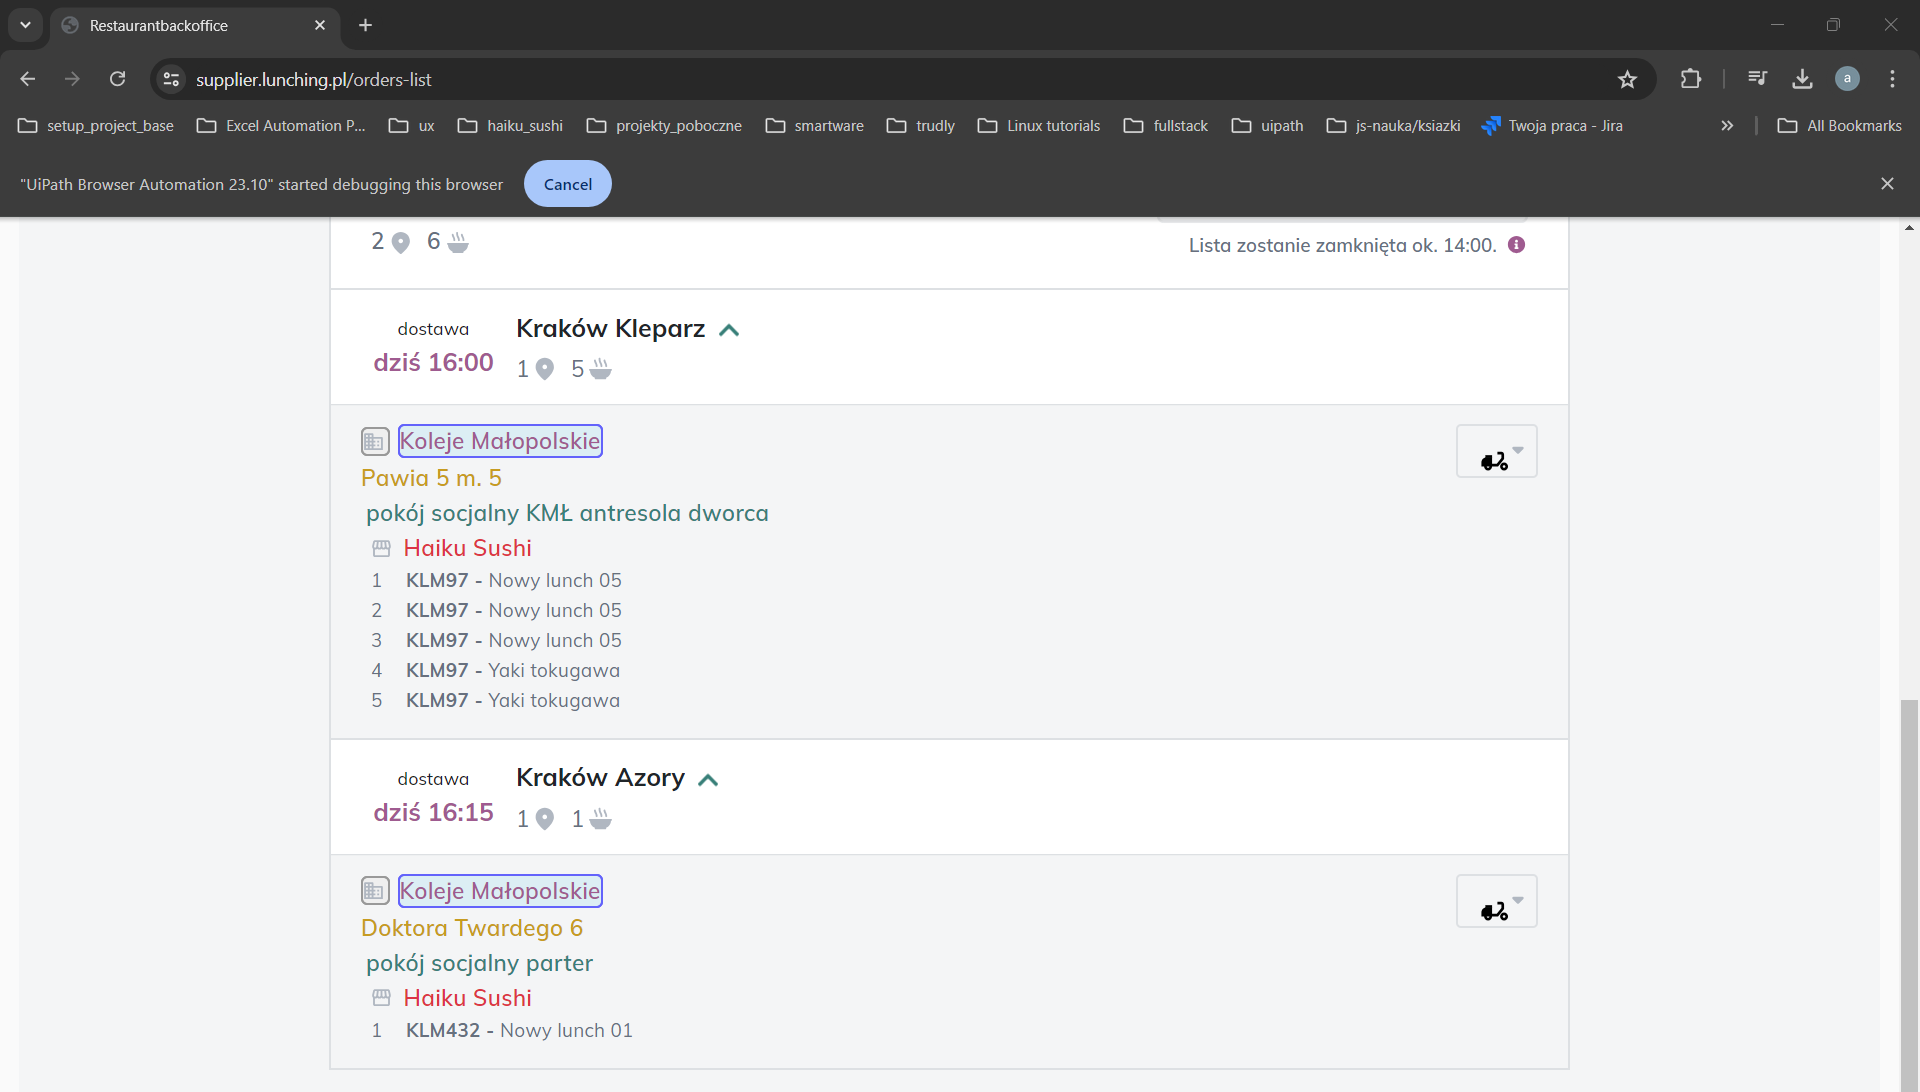 Restaurantbackoffice
supplier.lunching.pl/orders-list
a
setup_project_base Excel Automation P... ux haiku_sushi projekty_poboczne smartware trudly Linux tutorials fullstack uipath js-nauka/ksiazki Twoja praca - Jira All Bookmarks
"UiPath Browser Automation 23.10" started debugging this browser Cancel
2 6
Lista zostanie zamknięta ok. 14:00.
dostawa
dziś 16:00
Kraków Kleparz
1 5
Koleje Małopolskie
Pawia 5 m. 5
pokój socjalny KMŁ antresola dworca
Haiku Sushi
1 KLM97 - Nowy lunch 05
2 KLM97 - Nowy lunch 05
3 KLM97 - Nowy lunch 05
4 KLM97 - Yaki tokugawa
5 KLM97 - Yaki tokugawa
dostawa
dziś 16:15
Kraków Azory
1 1
Koleje Małopolskie
Doktora Twardego 6
pokój socjalny parter
Haiku Sushi
1 KLM432 - Nowy lunch 01